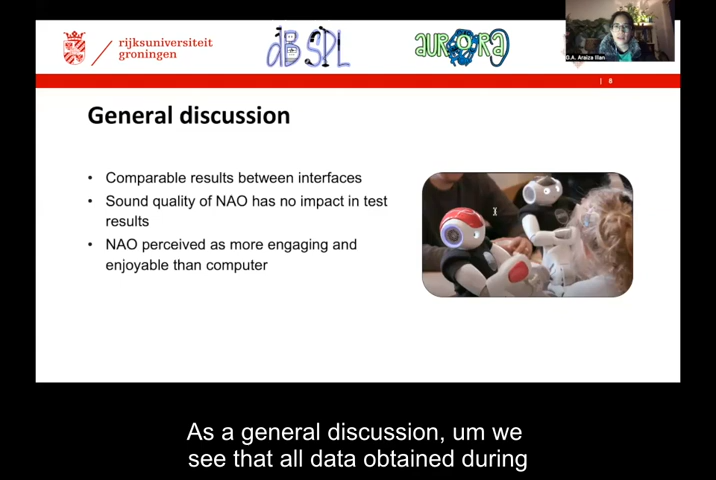 rijksuniversiteit
groningen
dB SPL
AURORA
G.A. Araiza Illan
| 8
General discussion
• Comparable results between interfaces
• Sound quality of NAO has no impact in test
results
• NAO perceived as more engaging and
enjoyable than computer
As a general discussion, um we
see that all data obtained during